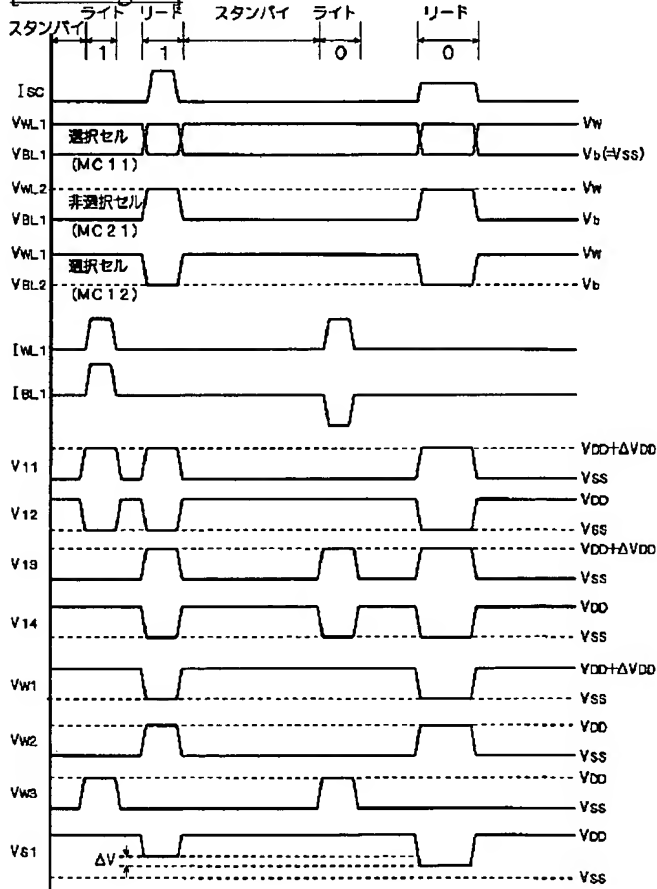 スタンバイ ライト リード スタンバイ ライト リード
1 1 0 0
ISC
VWL1 選択セル VW
VBL1 (MC11) Vb(=VSS)
VWL2 非選択セル VW
VBL1 (MC21) Vb
VWL1 選択セル VW
VBL2 (MC12) Vb
IWL1
IBL1
V11 VDD+ΔVDD
VSS
V12 VDD
VSS
V13 VDD+ΔVDD
VSS
V14 VDD
VSS
VW1 VDD+ΔVDD
VSS
VW2 VDD
VSS
VW3 VDD
VSS
VS1 VDD
ΔV
VSS